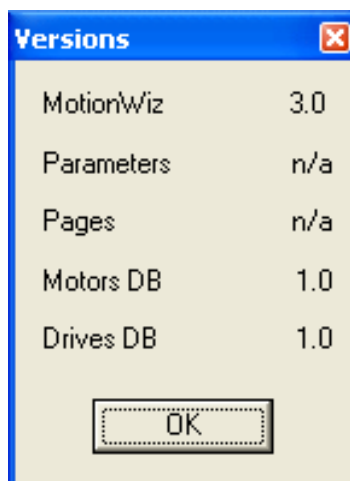 Versions
MotionWiz 3.0
Parameters n/a
Pages n/a
Motors DB 1.0
Drives DB 1.0
OK